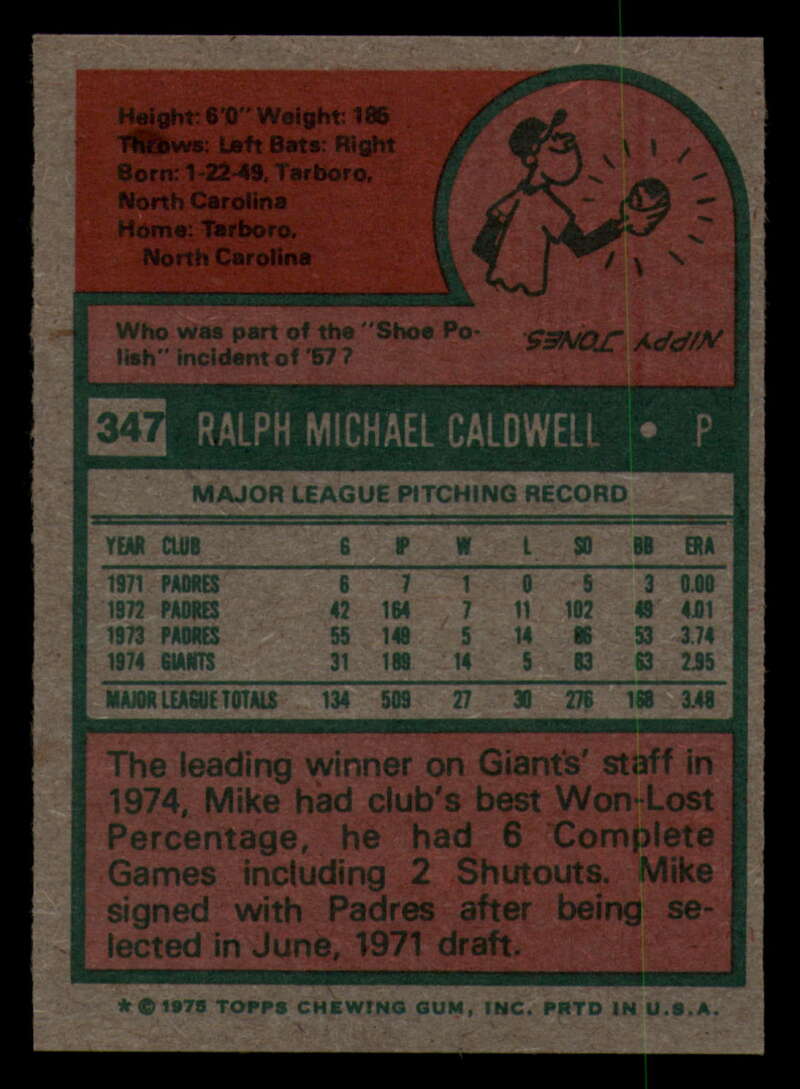 Height: 6'0" Weight: 185
Throws: Left Bats: Right
Born: 1-22-49, Tarboro,
North Carolina
Home: Tarboro,
North Carolina
Who was part of the "Shoe Po-
lish" incident of '57?
NIPPY JONES.
347 RALPH MICHAEL CALDWELL • P
MAJOR LEAGUE PITCHING RECORD
YEAR CLUB G IP W L SO BB ERA
1971 PADRES 6 7 1 0 5 3 0.00
1972 PADRES 42 164 7 11 102 49 4.01
1973 PADRES 55 149 5 14 86 53 3.74
1974 GIANTS 31 189 14 5 83 63 2.95
MAJOR LEAGUE TOTALS 134 509 27 30 276 168 3.48
The leading winner on Giants' staff in
1974, Mike had club's best Won-Lost
Percentage, he had 6 Complete
Games including 2 Shutouts. Mike
signed with Padres after being se-
lected in June, 1971 draft.
* © 1975 TOPPS CHEWING GUM, INC. PRTD IN U.S.A.